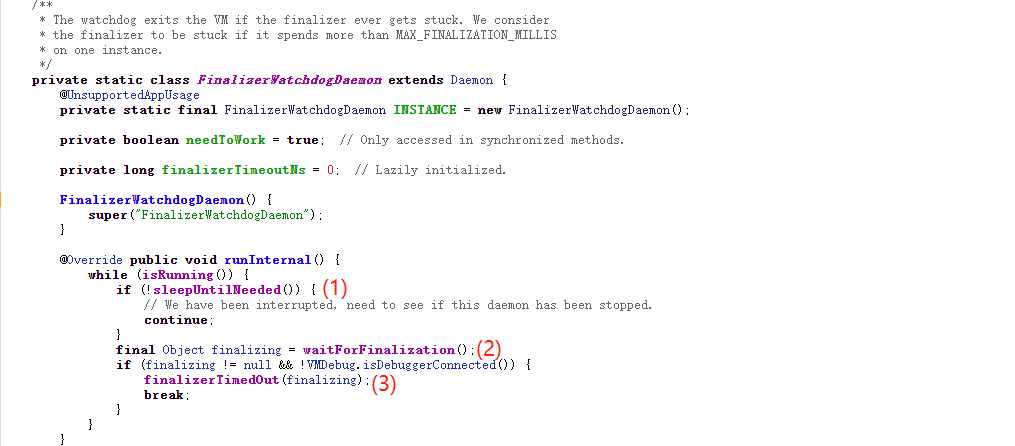 /**
 * The watchdog exits the VM if the finalizer ever gets stuck. We consider
 * the finalizer to be stuck if it spends more than MAX_FINALIZATION_MILLIS
 * on one instance.
 */
private static class FinalizerWatchdogDaemon extends Daemon {
    @UnsupportedAppUsage
    private static final FinalizerWatchdogDaemon INSTANCE = new FinalizerWatchdogDaemon();

    private boolean needToWork = true;  // Only accessed in synchronized methods.

    private long finalizerTimeoutNs = 0;  // Lazily initialized.

    FinalizerWatchdogDaemon() {
        super("FinalizerWatchdogDaemon");
    }

    @Override public void runInternal() {
        while (isRunning()) {
            if (!sleepUntilNeeded()) { (1)
                // We have been interrupted, need to see if this daemon has been stopped.
                continue;
            }
            final Object finalizing = waitForFinalization(); (2)
            if (finalizing != null && !VMDebug.isDebuggerConnected()) {
                finalizerTimedOut(finalizing); (3)
                break;
            }
        }
    }